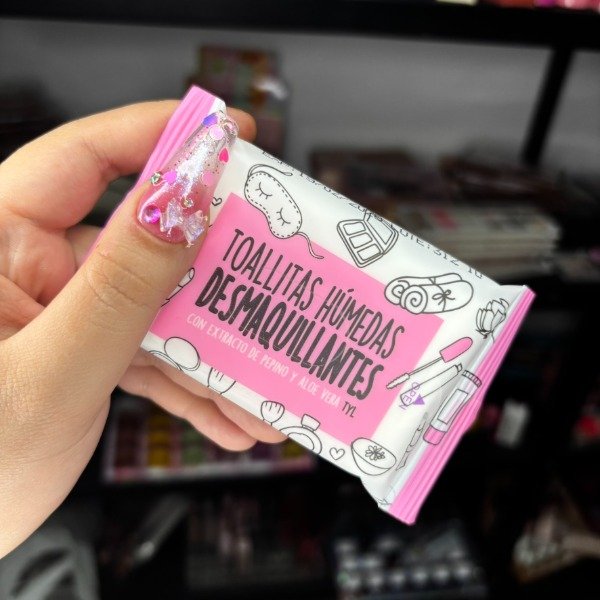 TOALLITAS HÚMEDAS
DESMAQUILLANTES
CON EXTRACTO DE PEPINO Y ALOE VERA TYL